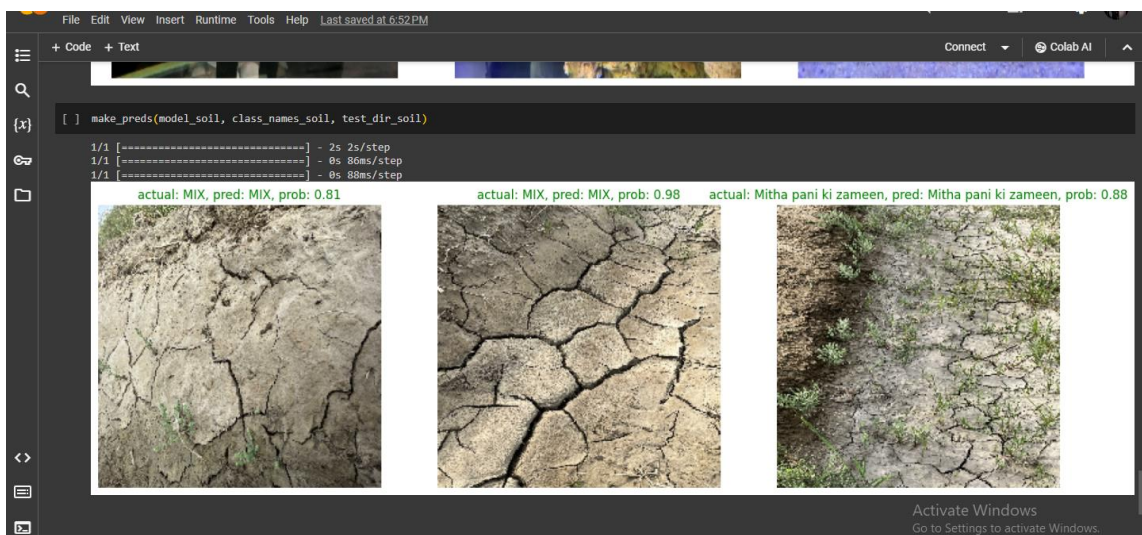 File Edit View Insert Runtime Tools Help Last saved at 6:52 PM
+ Code + Text
Connect
Colab AI
{x}
[ ] make_preds(model_soil, class_names_soil, test_dir_soil)
1/1 [==============================] - 2s 2s/step
1/1 [==============================] - 0s 86ms/step
1/1 [==============================] - 0s 88ms/step
actual: MIX, pred: MIX, prob: 0.81
actual: MIX, pred: MIX, prob: 0.98
actual: Mitha pani ki zameen, pred: Mitha pani ki zameen, prob: 0.88
Activate Windows
Go to Settings to activate Windows.